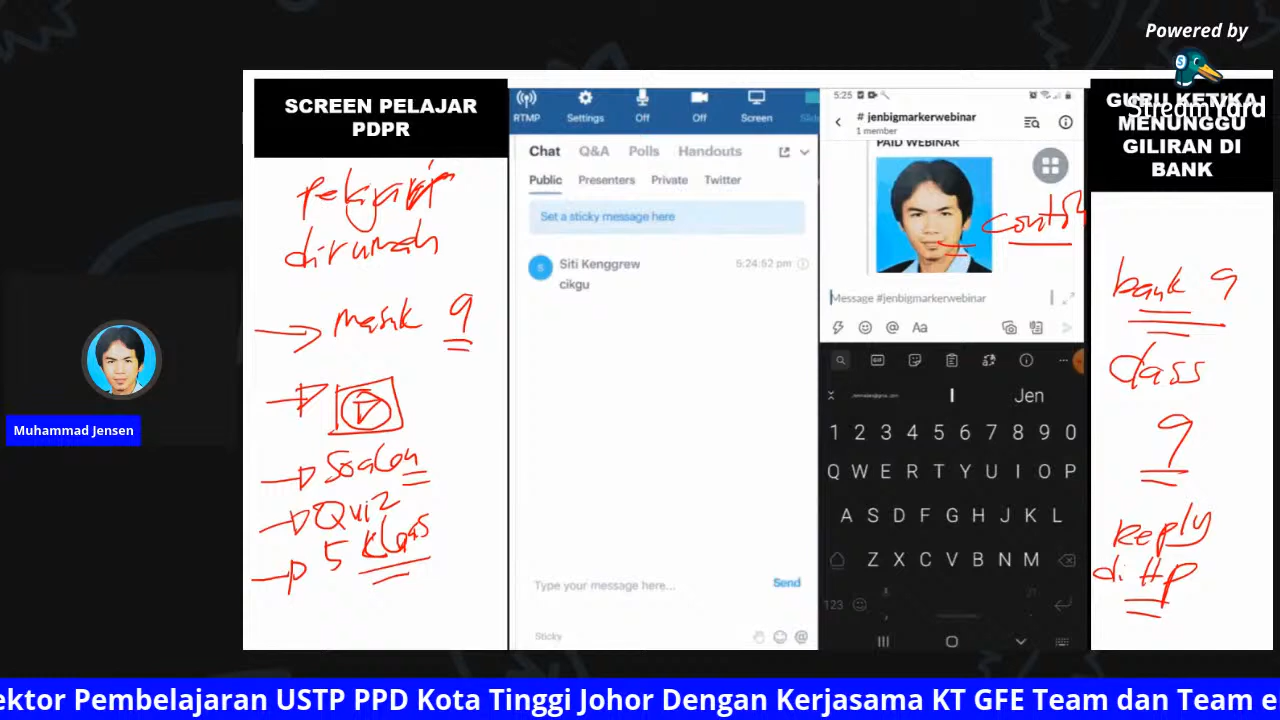 Powered by
StreamYard
SCREEN PELAJAR
PDPR
Pelajar
dirumah
masuk 9
Soalan
Quiz
5 kelas
RTMP
Settings
Off
Off
Screen
Chat
Q&A
Polls
Handouts
Public
Presenters
Private
Twitter
Set a sticky message here
S
Siti Kenggrew
5:24:52 pm
cikgu
Type your message here...
Send
Sticky
5:25
# jenbigmarkerwebinar
1 member
PAID WEBINAR
contoh
Message #jenbigmarkerwebinar
Aa
GIF
I
Jen
1 2 3 4 5 6 7 8 9 0
Q W E R T Y U I O P
A S D F G H J K L
Z X C V B N M
123
GURU KETIKA
MENUNGGU
GILIRAN DI
BANK
bank 9
class
9
Reply
di Hp
Muhammad Jensen
ektor Pembelajaran USTP PPD Kota Tinggi Johor Dengan Kerjasama KT GFE Team dan Team e